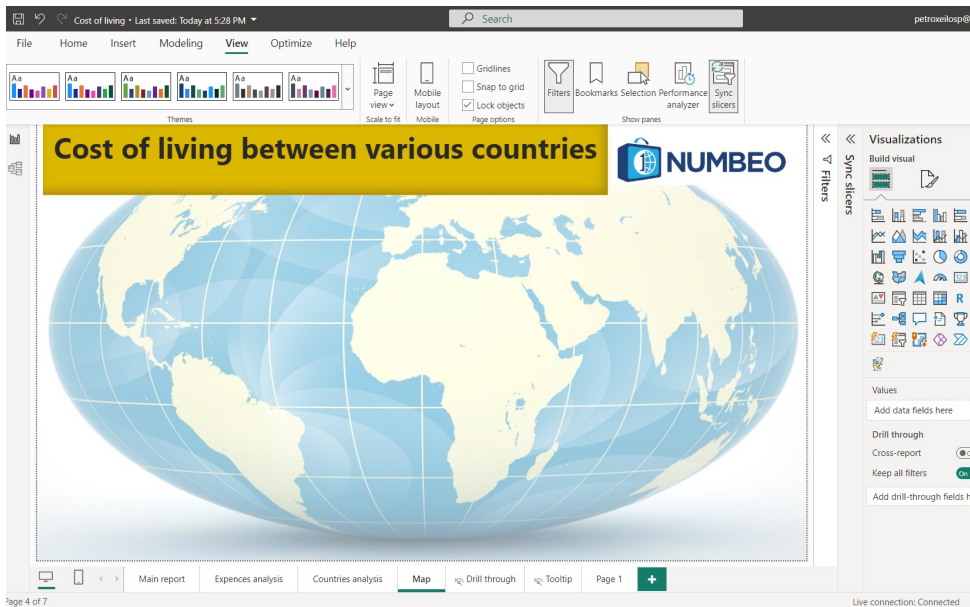 Cost of living • Last saved: Today at 5:28 PM
Search
petroxeilosp@
File Home Insert Modeling View Optimize Help
Aa Aa Aa Aa Aa Aa
Themes
Page view
Scale to fit
Mobile layout
Mobile
Gridlines
Snap to grid
Lock objects
Page options
Filters
Bookmarks
Selection
Performance analyzer
Sync slicers
Show panes
Cost of living between various countries
NUMBEO
Filters
Sync slicers
Visualizations
Build visual
123
R
Values
Add data fields here
Drill through
Cross-report
Keep all filters
On
Add drill-through fields h
Main report
Expences analysis
Countries analysis
Map
Drill through
Tooltip
Page 1
+
Page 4 of 7
Live connection: Connected